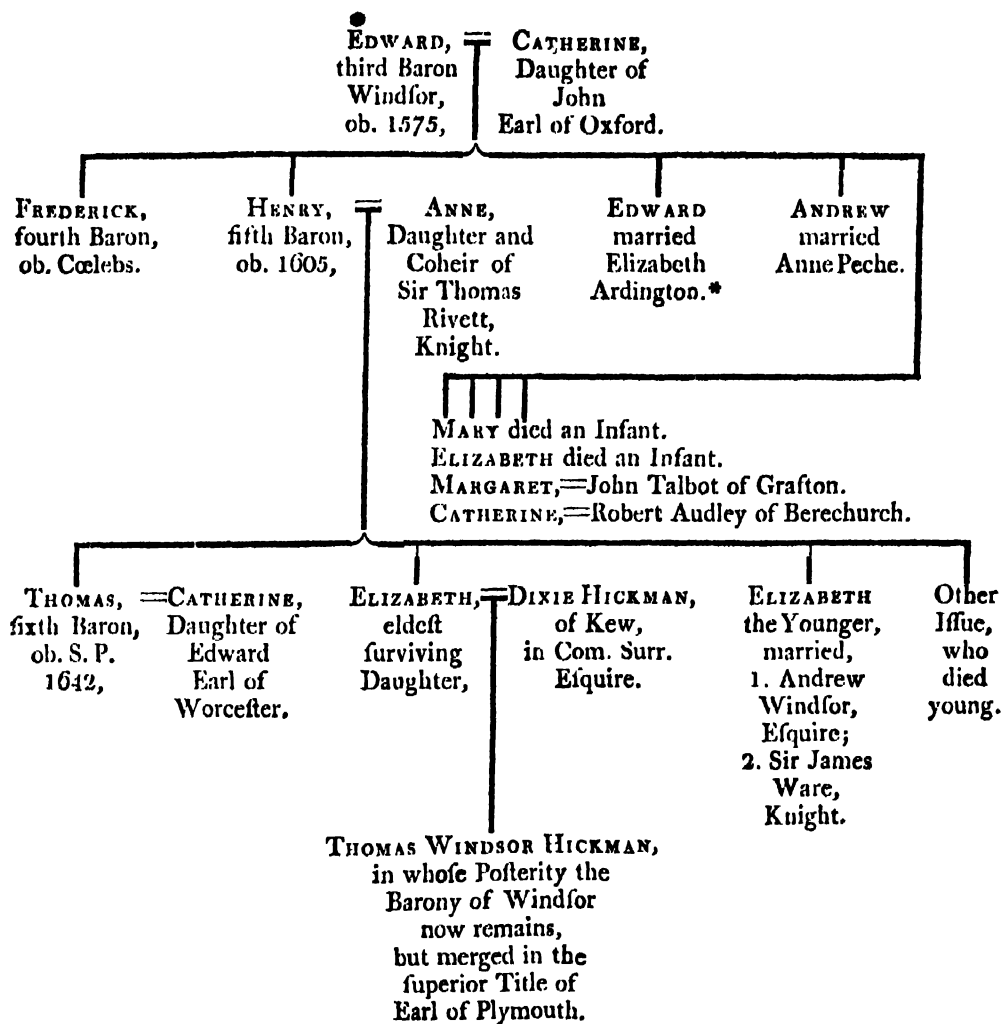 EDWARD,
third Baron
Windſor,
ob. 1575,
=
CATHERINE,
Daughter of
John
Earl of Oxford.
FREDERICK,
fourth Baron,
ob. Cœlebs.
HENRY,
fifth Baron,
ob. 1605,
=
ANNE,
Daughter and
Coheir of
Sir Thomas
Rivett,
Knight.
EDWARD
married
Elizabeth
Ardington.*
ANDREW
married
Anne Peche.
MARY died an Infant.
ELIZABETH died an Infant.
MARGARET,=John Talbot of Grafton.
CATHERINE,=Robert Audley of Berechurch.
THOMAS,
ſixth Baron,
ob. S. P.
1642,
=CATHERINE,
Daughter of
Edward
Earl of
Worceſter.
ELIZABETH,
eldeſt
ſurviving
Daughter,
=DIXIE HICKMAN,
of Kew,
in Com. Surr.
Eſquire.
ELIZABETH
the Younger,
married,
1. Andrew
Windſor,
Eſquire;
2. Sir James
Ware,
Knight.
Other
Iſſue,
who
died
young.
THOMAS WINDSOR HICKMAN,
in whoſe Poſterity the
Barony of Windſor
now remains,
but merged in the
ſuperior Title of
Earl of Plymouth.